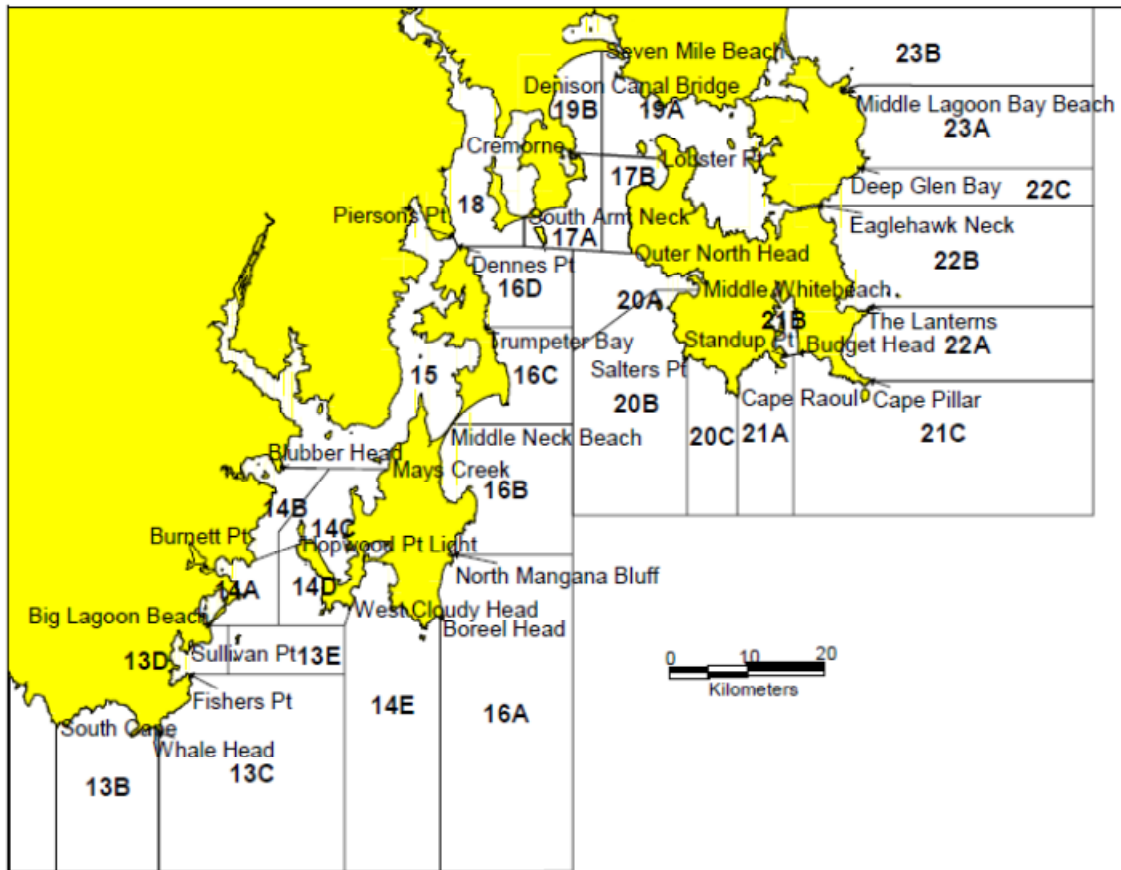 Seven Mile Beach
23B
Denison Canal Bridge
19B
19A
Middle Lagoon Bay Beach
23A
Cremorne
Lobster Pt
17B
Deep Glen Bay
22C
18
Piersons Pt
South Arm Neck
17A
Eaglehawk Neck
Outer North Head
22B
Dennes Pt
16D
20A
Middle Whitebeach
21B
The Lanterns
Trumpeter Bay
Standup Pt
Budget Head
22A
15
16C
Salters Pt
20B
Cape Raoul
Cape Pillar
20C
21A
21C
Middle Neck Beach
Blubber Head
Mays Creek
16B
14B
14C
Burnett Pt
Hopwood Pt Light
North Mangana Bluff
14A
14D
Big Lagoon Beach
West Cloudy Head
Boreel Head
13D
Sullivan Pt
13E
0
10
20
Kilometers
Fishers Pt
14E
16A
South Cape
Whale Head
13B
13C